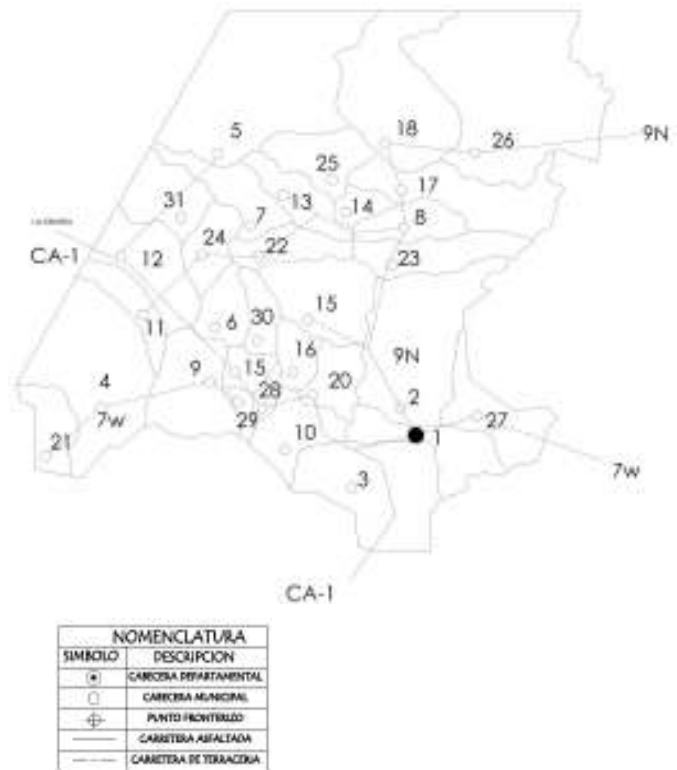 18
9N
5
26
25
17
13
31
14
7
8
24
22
CA-1
12
23
15
11
6
30
9N
16
15
9
4
20
2
28
7w
29
27
21
10
1
7w
3
CA-1
NOMENCLATURA
SIMBOLO DESCRIPCION
CABECERA DEPARTAMENTAL
CABECERA MUNICIPAL
PUNTO FRONTERIZO
CARRETERA ASFALTADA
CARRETERA DE TERRACERIA